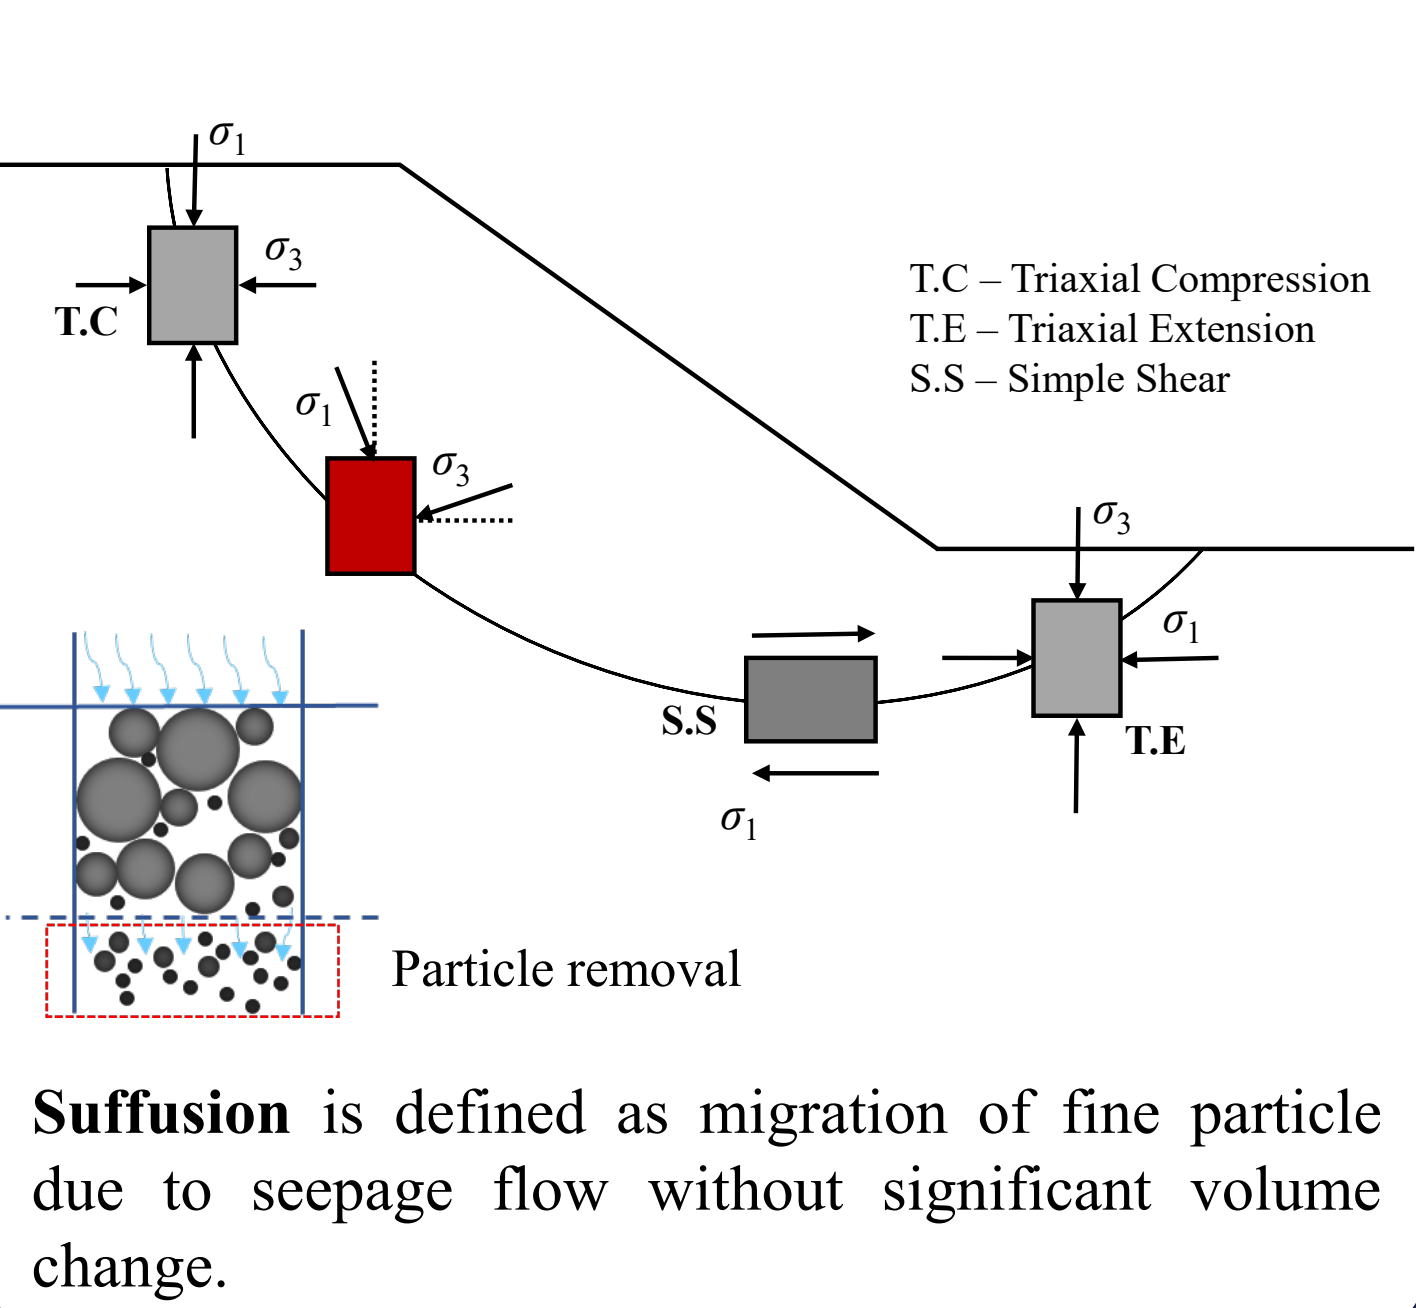 σ1
σ3
T.C
T.C – Triaxial Compression
T.E – Triaxial Extension
S.S – Simple Shear
σ1
σ3
σ3
σ1
S.S
T.E
σ1
Particle removal
Suffusion is defined as migration of fine particle
due to seepage flow without significant volume
change.